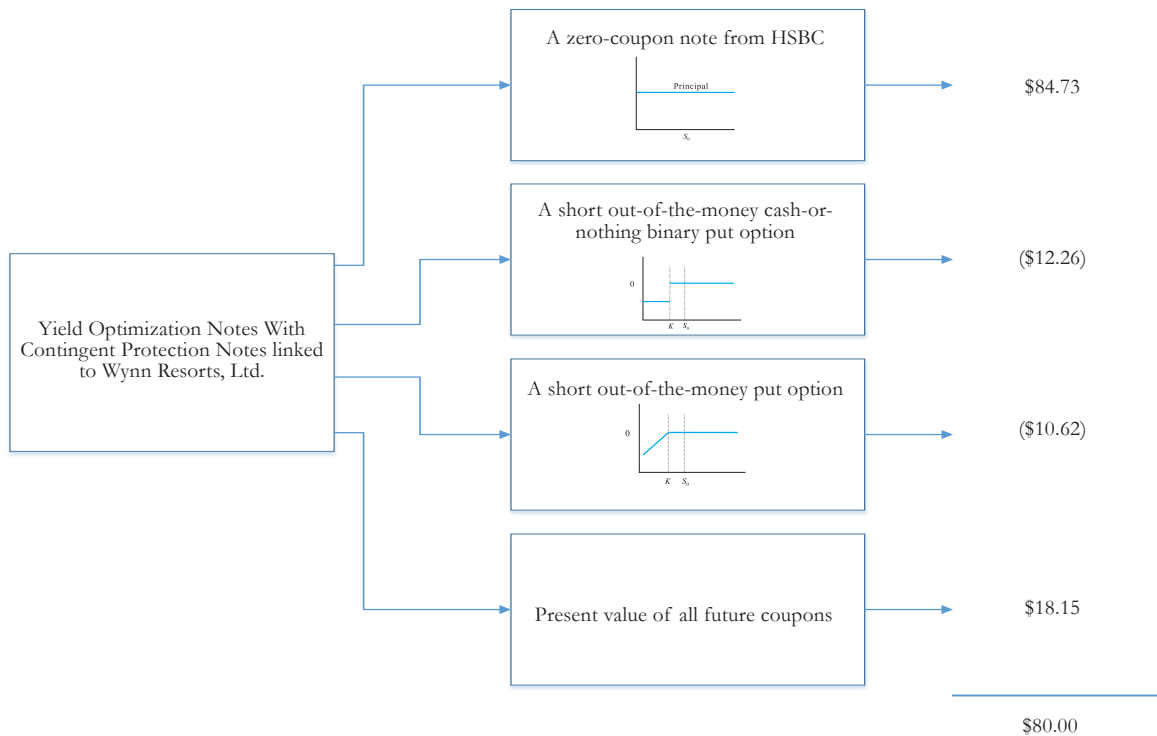 A zero-coupon note from HSBC
Principal
S₀
$84.73
A short out-of-the-money cash-or-
nothing binary put option
0
K S₀
($12.26)
Yield Optimization Notes With
Contingent Protection Notes linked
to Wynn Resorts, Ltd.
A short out-of-the-money put option
0
K S₀
($10.62)
Present value of all future coupons
$18.15
$80.00